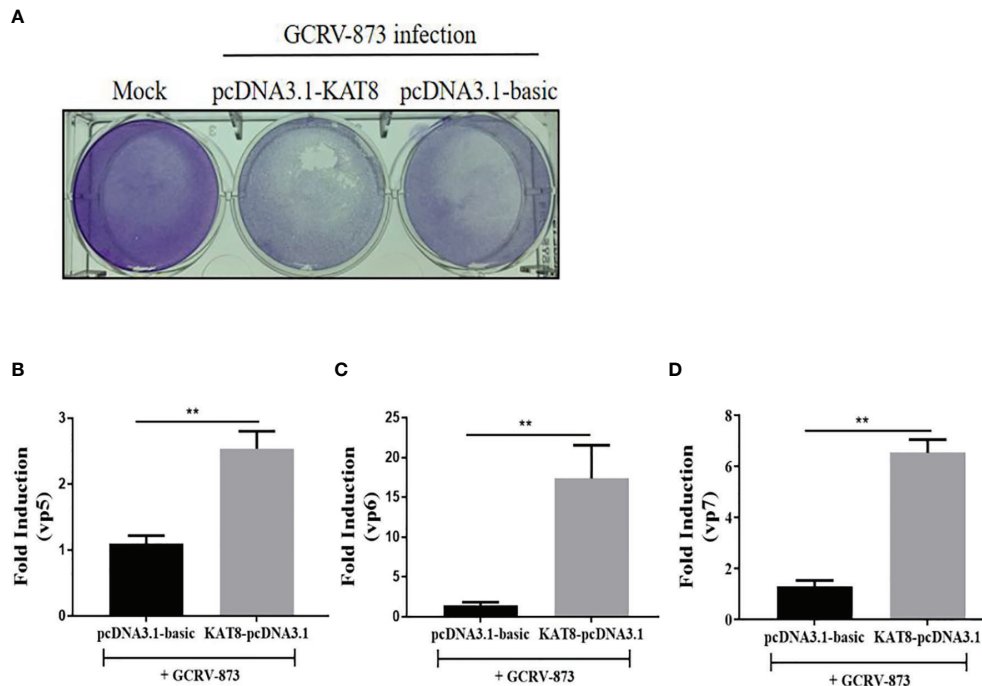 A
GCRV-873 infection
Mock pcDNA3.1-KAT8 pcDNA3.1-basic
B
Fold Induction
(vp5)
3
2
1
0
**
pcDNA3.1-basic KAT8-pcDNA3.1
+ GCRV-873
C
Fold Induction
(vp6)
25
20
15
10
5
0
**
pcDNA3.1-basic KAT8-pcDNA3.1
+ GCRV-873
D
Fold Induction
(vp7)
8
6
4
2
0
**
pcDNA3.1-basic KAT8-pcDNA3.1
+ GCRV-873